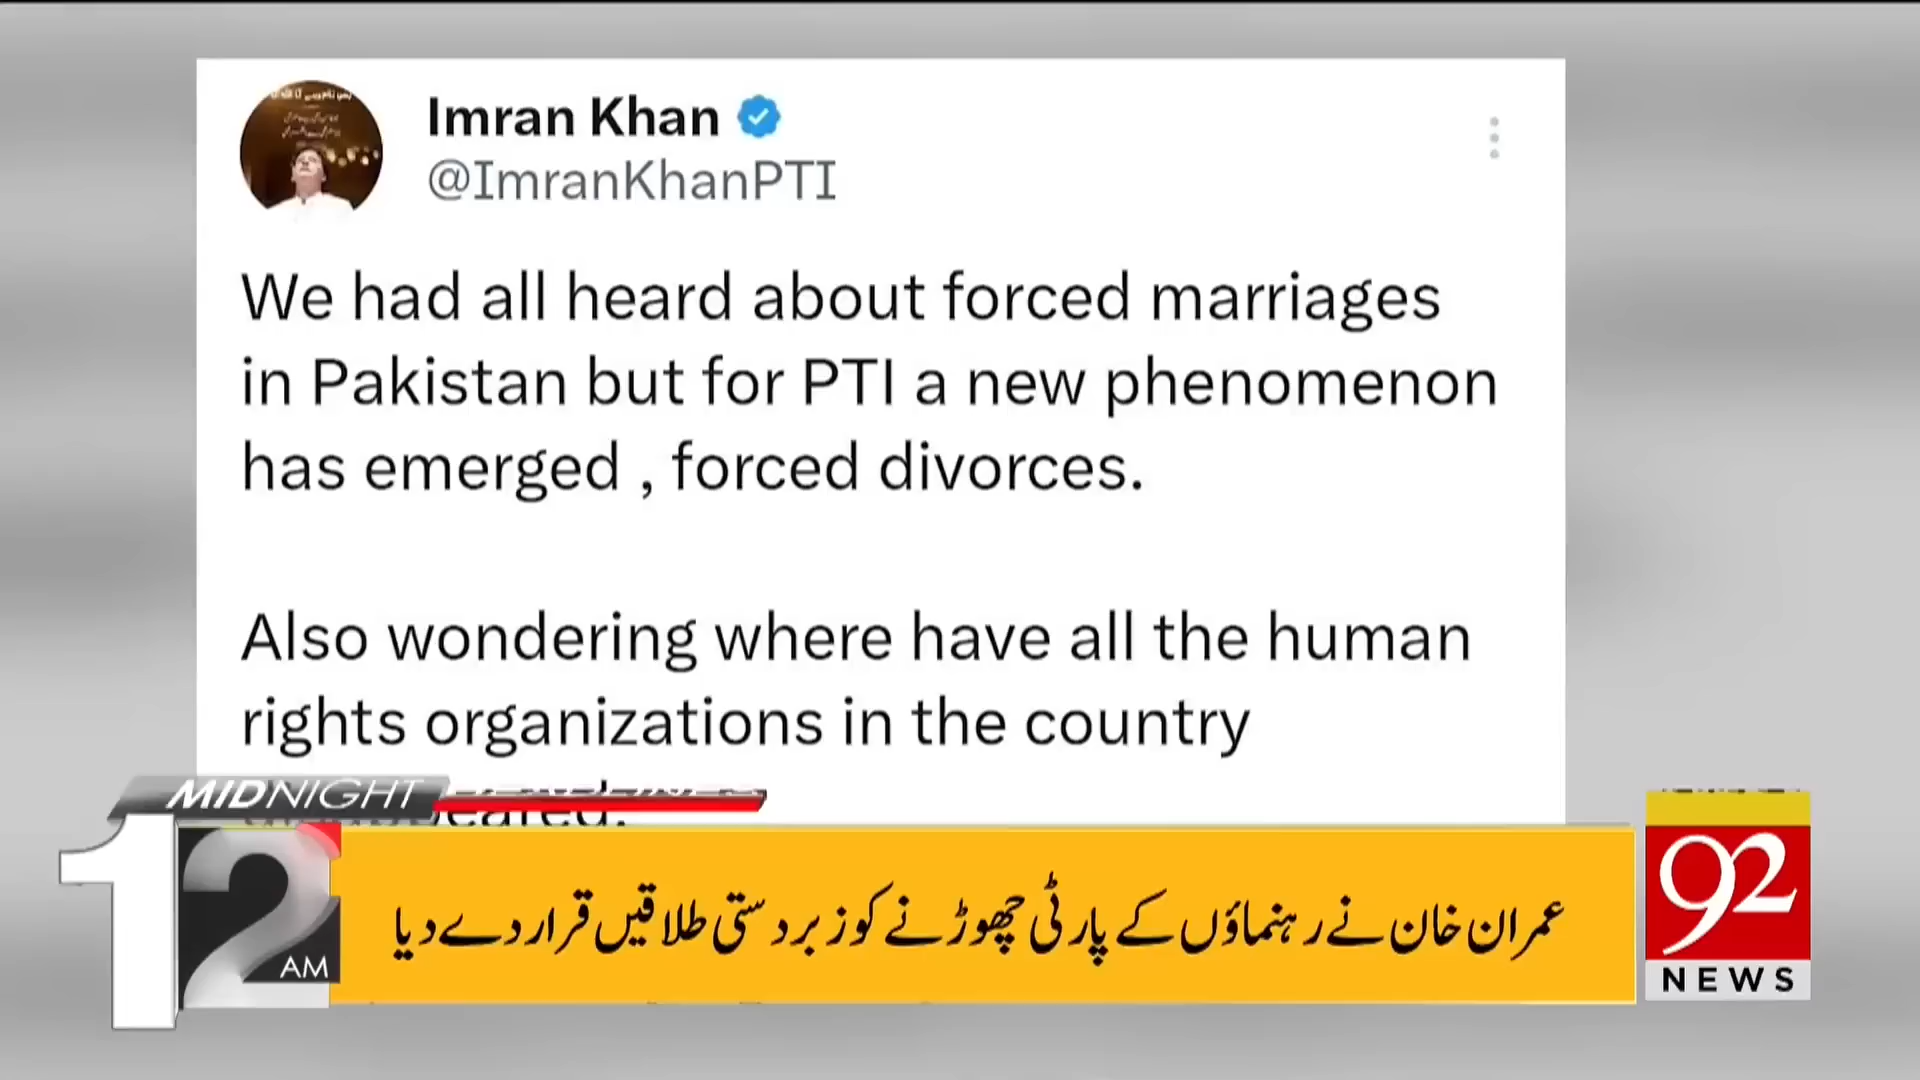 Imran Khan
@ImranKhanPTI
We had all heard about forced marriages
in Pakistan but for PTI a new phenomenon
has emerged , forced divorces.
Also wondering where have all the human
rights organizations in the country
disappeared.
MIDNIGHT
12
AM
عمران خان نے رہنماؤں کے پارٹی چھوڑنے کو زبردستی طلاقیں قرار دے دیا
92
NEWS